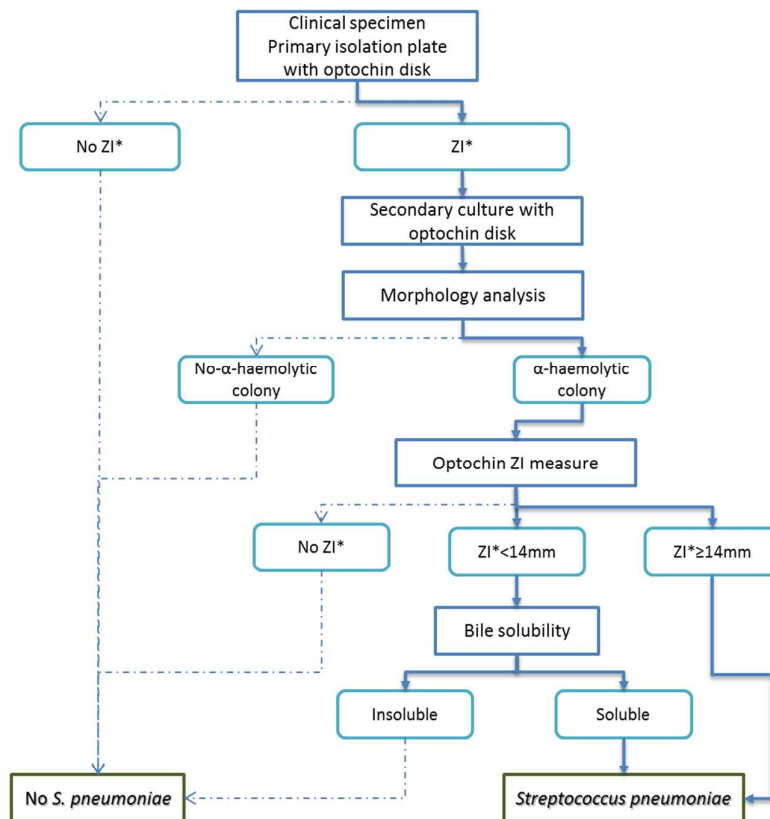 Clinical specimen
Primary isolation plate
with optochin disk
No ZI*
ZI*
Secondary culture with
optochin disk
Morphology analysis
No-α-haemolytic
colony
α-haemolytic
colony
Optochin ZI measure
No ZI*
ZI*<14mm
ZI*≥14mm
Bile solubility
Insoluble
Soluble
No S. pneumoniae
Streptococcus pneumoniae